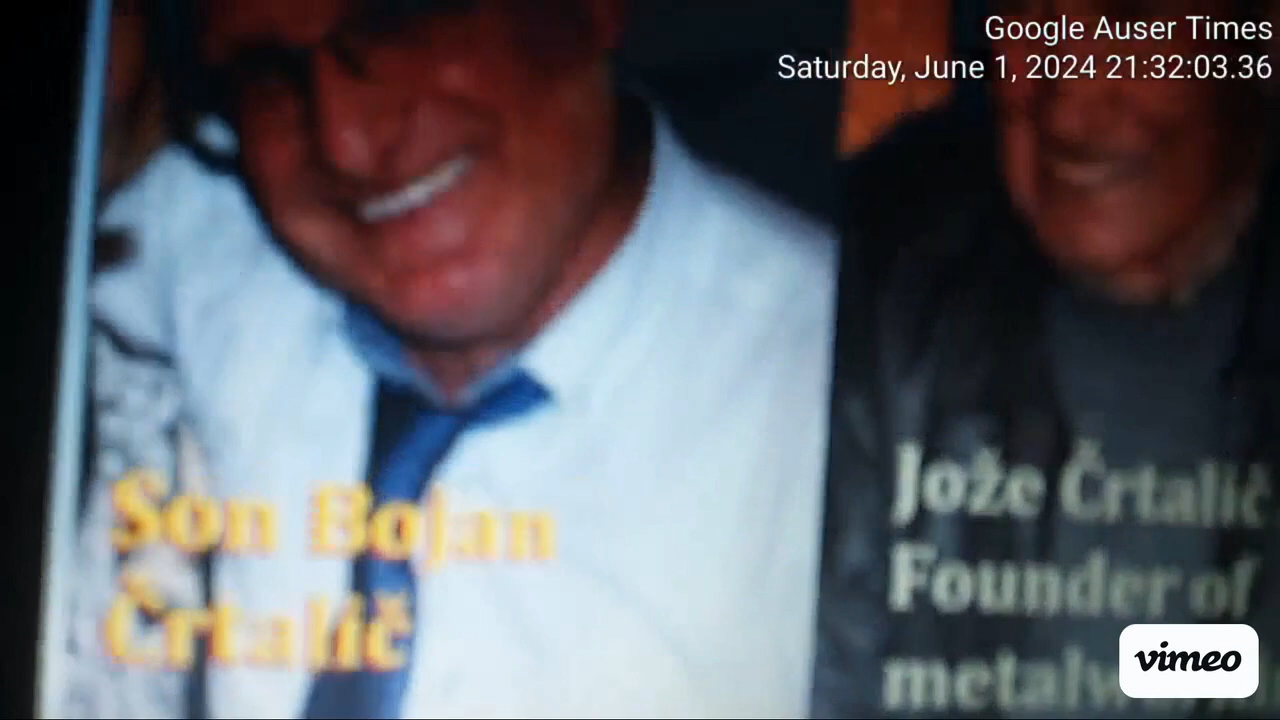 Google Auser Times
Saturday, June 1, 2024 21:32:03.36
Son Bojan
Črtalič
Jože Črtalič
Founder of
vimeo